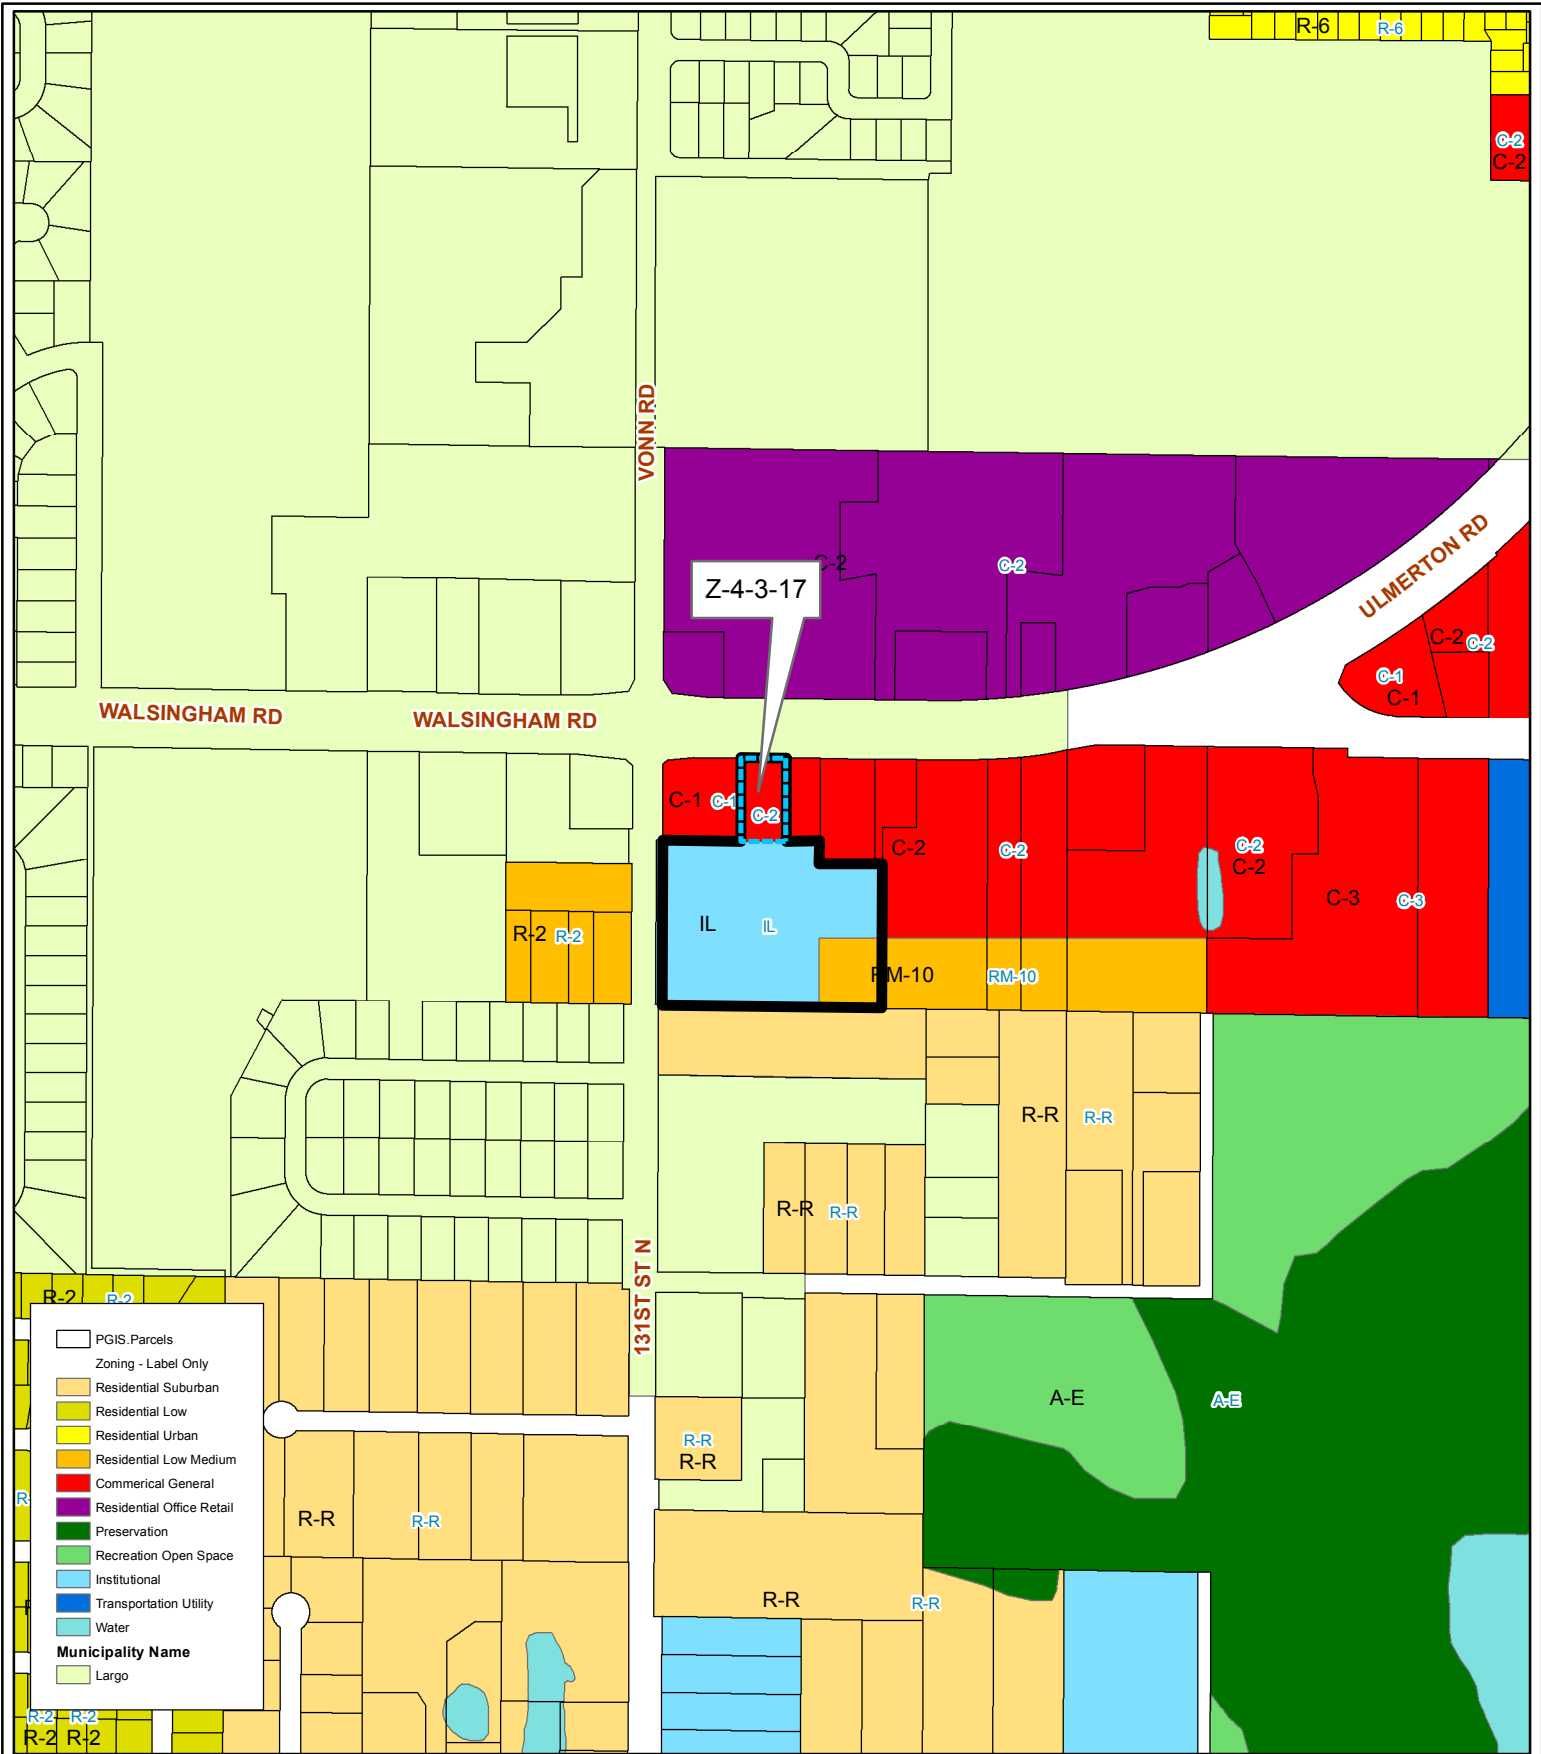 R-6
R-6
C-2
C-2
VONN RD
ULMERTON RD
C-2
C-2
Z-4-3-17
C-2
C-2
C-1
C-1
WALSINGHAM RD
WALSINGHAM RD
C-1
C-1
C-2
C-2
C-2
C-2
C-2
C-3
C-3
IL
IL
R-2
R-2
RM-10
RM-10
R-R
R-R
R-R
R-R
131ST ST N
R-2
R-2
PGIS.Parcels
Zoning - Label Only
Residential Suburban
Residential Low
Residential Urban
Residential Low Medium
Commerical General
Residential Office Retail
Preservation
Recreation Open Space
Institutional
Transportation Utility
Water
Municipality Name
Largo
A-E
A-E
R-R
R-R
R-R
R-R
R-R
R-R
R-2
R-2
R-2
R-2